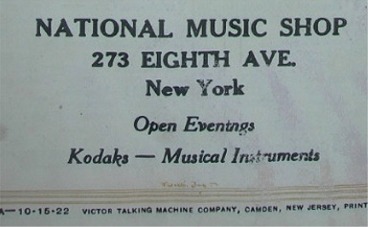 NATIONAL MUSIC SHOP
273 EIGHTH AVE.
New York
Open Evenings
Kodaks — Musical Instruments
A—10-15-22 VICTOR TALKING MACHINE COMPANY, CAMDEN, NEW JERSEY, PRINT